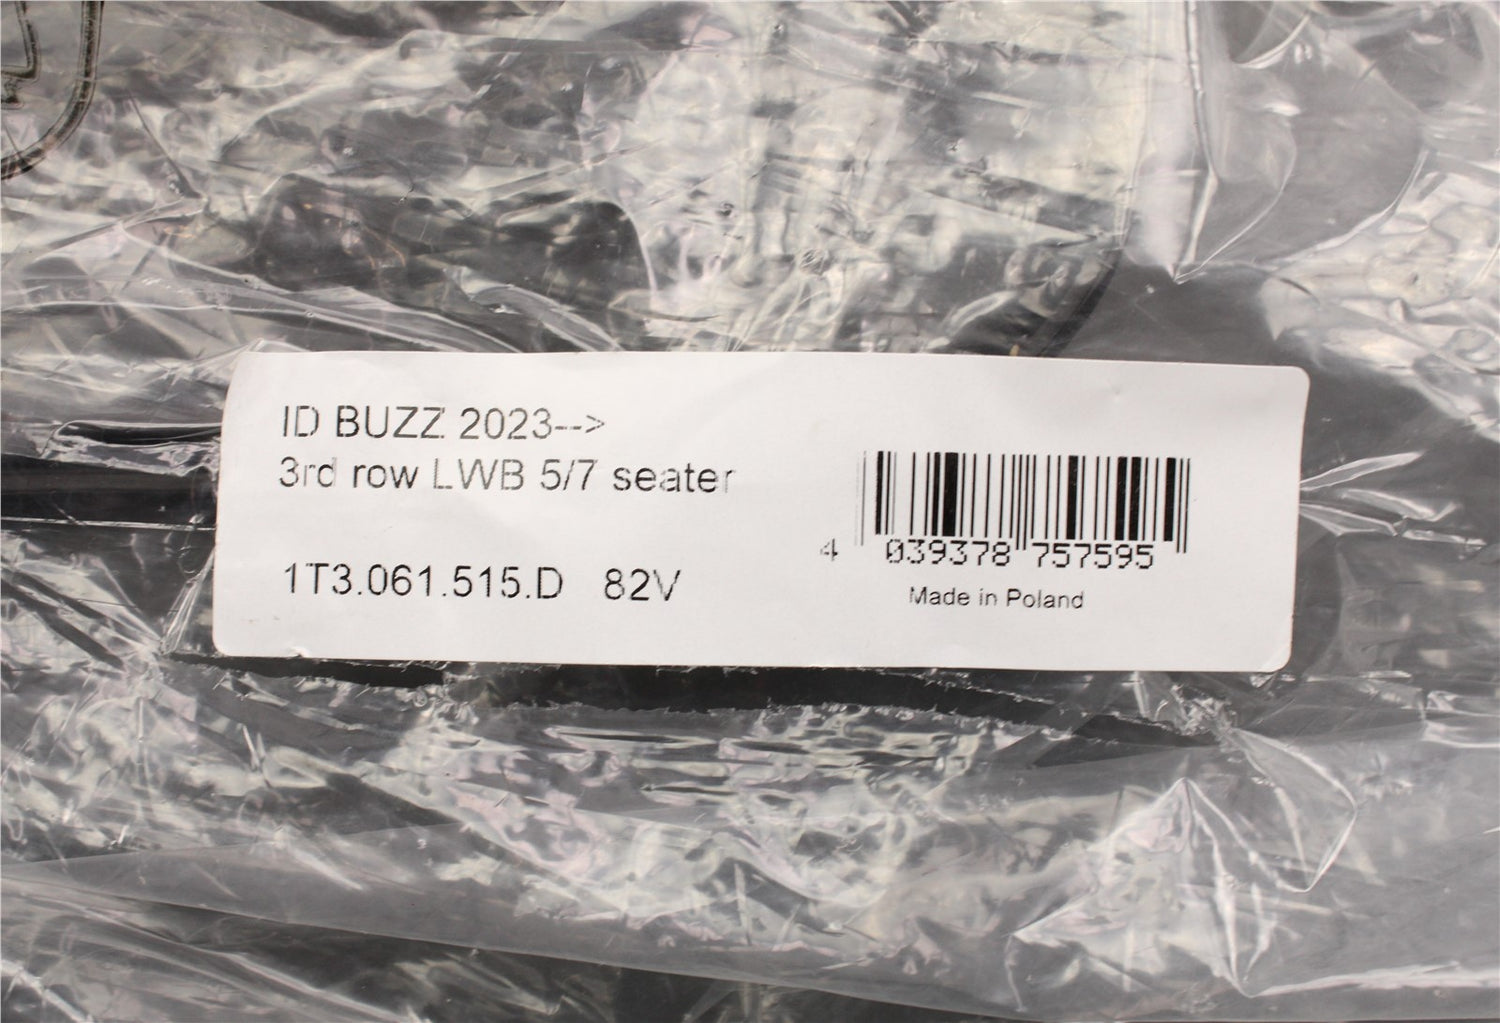 ID BUZZ 2023-->
3rd row LWB 5/7 seater
1T3.061.515.D 82V
4 039378 757595
Made in Poland